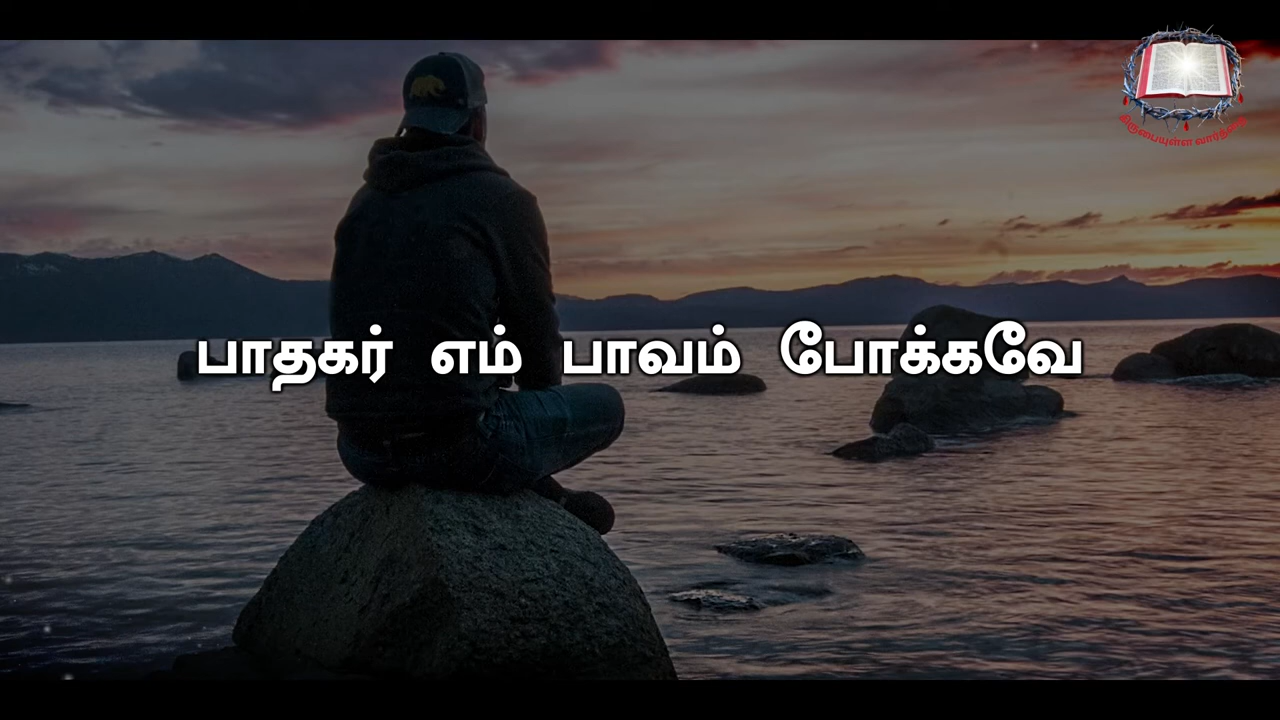 கிருபையுள்ள வார்த்தை
பாதகர் எம் பாவம் போக்கவே